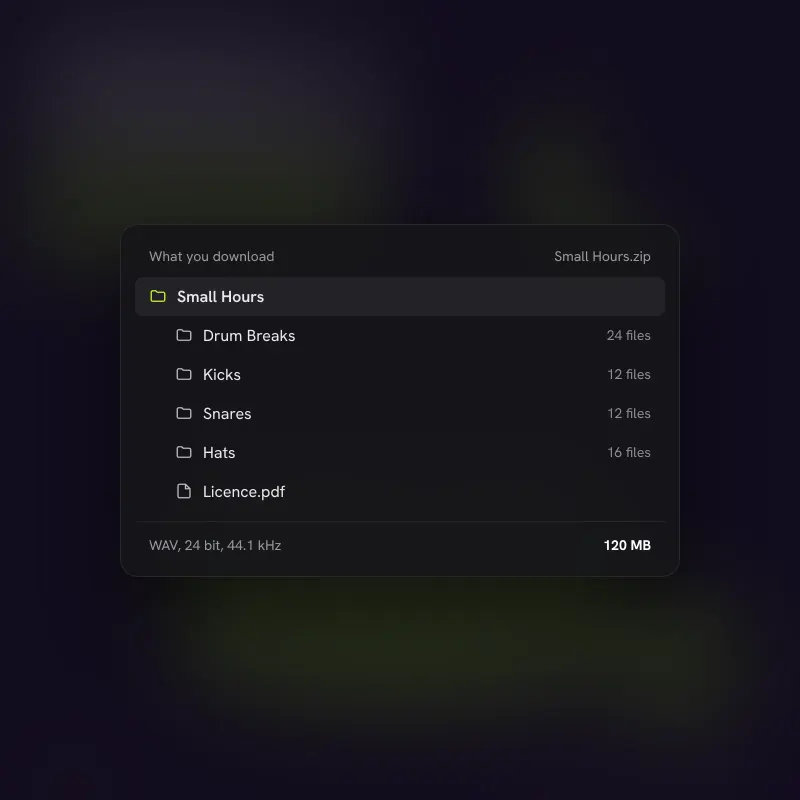 What you download Small Hours.zip
Small Hours
Drum Breaks 24 files
Kicks 12 files
Snares 12 files
Hats 16 files
Licence.pdf
WAV, 24 bit, 44.1 kHz 120 MB